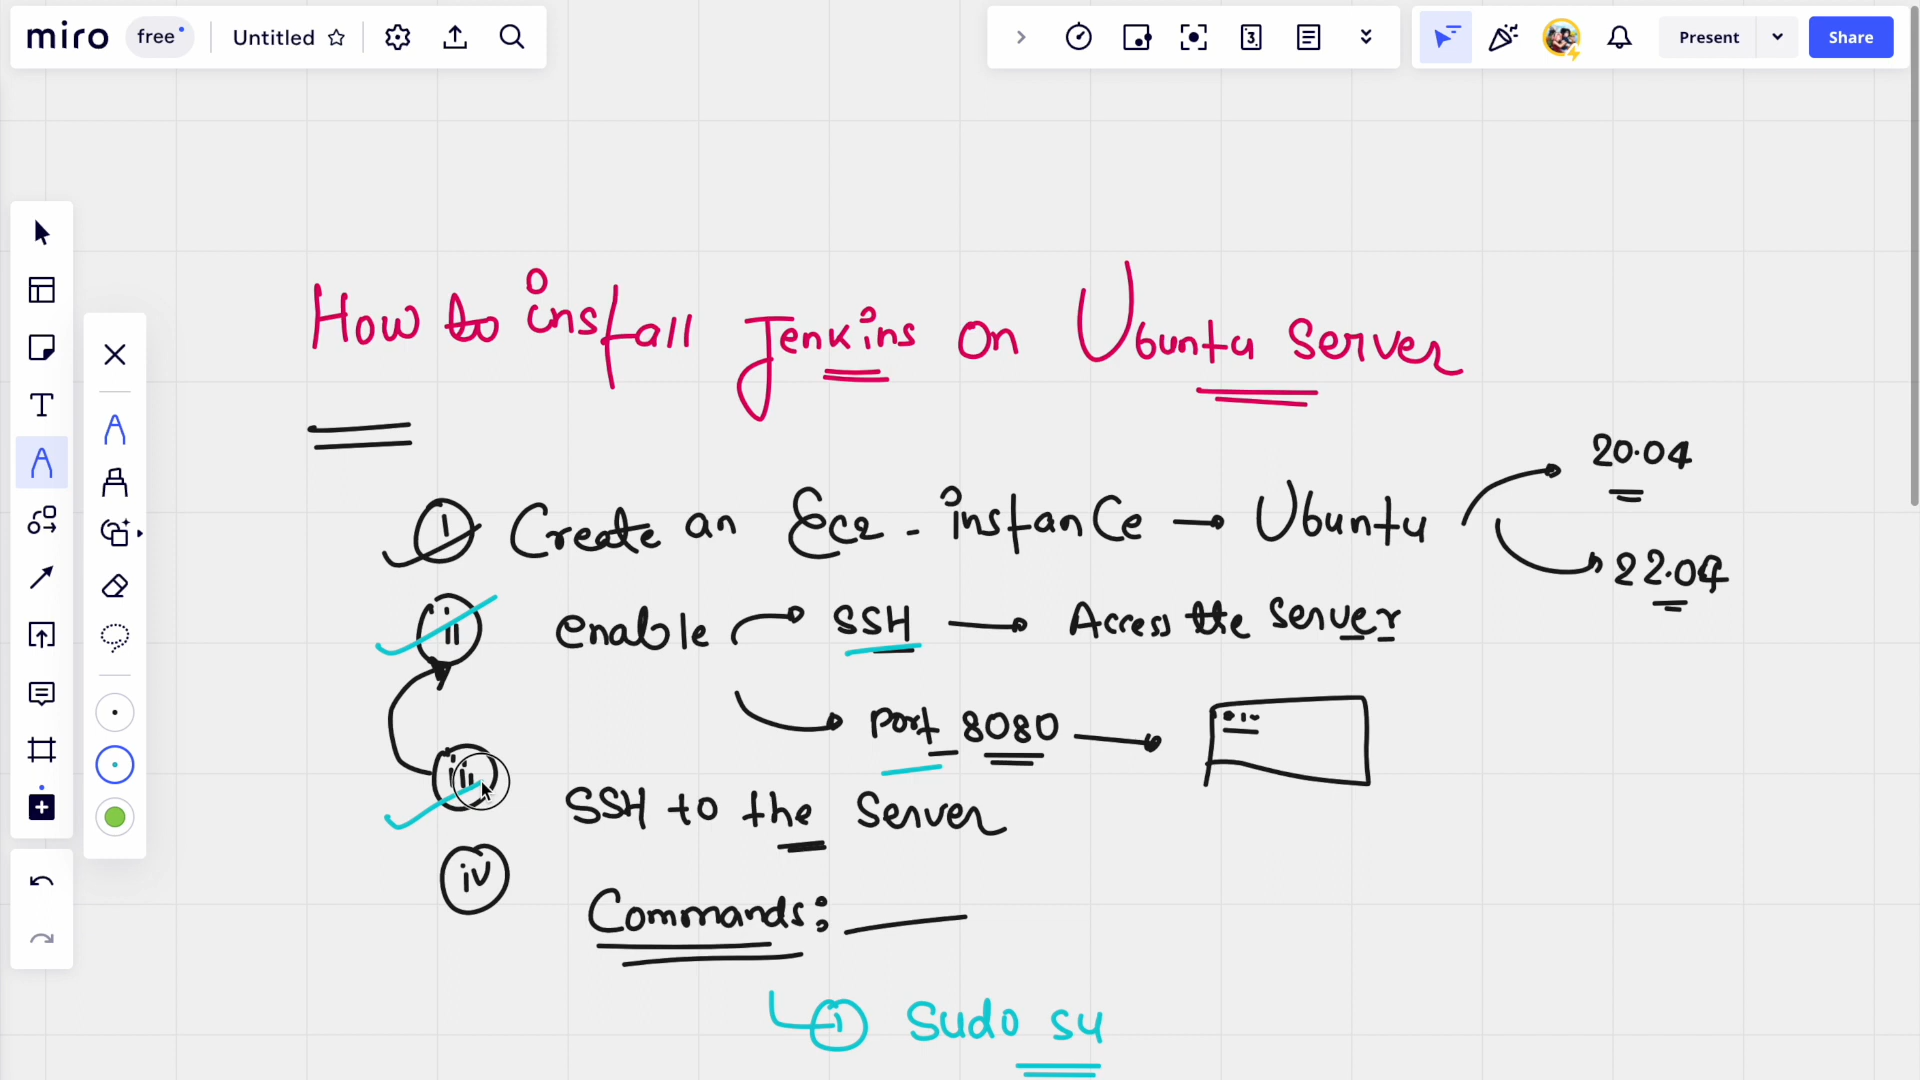 miro free Untitled
Present Share
How to install Jenkins on Ubuntu Server
20.04
i Create an Ec2 - instance → Ubuntu
22.04
ii enable SSH → Access the Server
Port 8080
iii SSH to the Server
iv
Commands:
i Sudo su